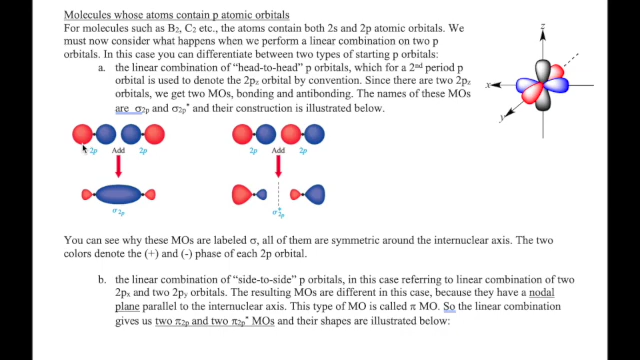 Molecules whose atoms contain p atomic orbitals
For molecules such as B2, C2 etc., the atoms contain both 2s and 2p atomic orbitals. We
must now consider what happens when we perform a linear combination on two p
orbitals. In this case you can differentiate between two types of starting p orbitals:
a. the linear combination of “head-to-head” p orbitals, which for a 2nd period p
orbital is used to denote the 2pz orbital by convention. Since there are two 2pz
orbitals, we get two MOs, bonding and antibonding. The names of these MOs
are σ2p and σ2p* and their construction is illustrated below.
z
x
y
2p Add 2p
2p Add 2p
σ2p
σ*2p
You can see why these MOs are labeled σ, all of them are symmetric around the internuclear axis. The two
colors denote the (+) and (-) phase of each 2p orbital.
b. the linear combination of “side-to-side” p orbitals, in this case referring to linear combination of two
2px and two 2py orbitals. The resulting MOs are different in this case, because they have a nodal
plane parallel to the internuclear axis. This type of MO is called π MO. So the linear combination
gives us two π2p and two π2p* MOs and their shapes are illustrated below: